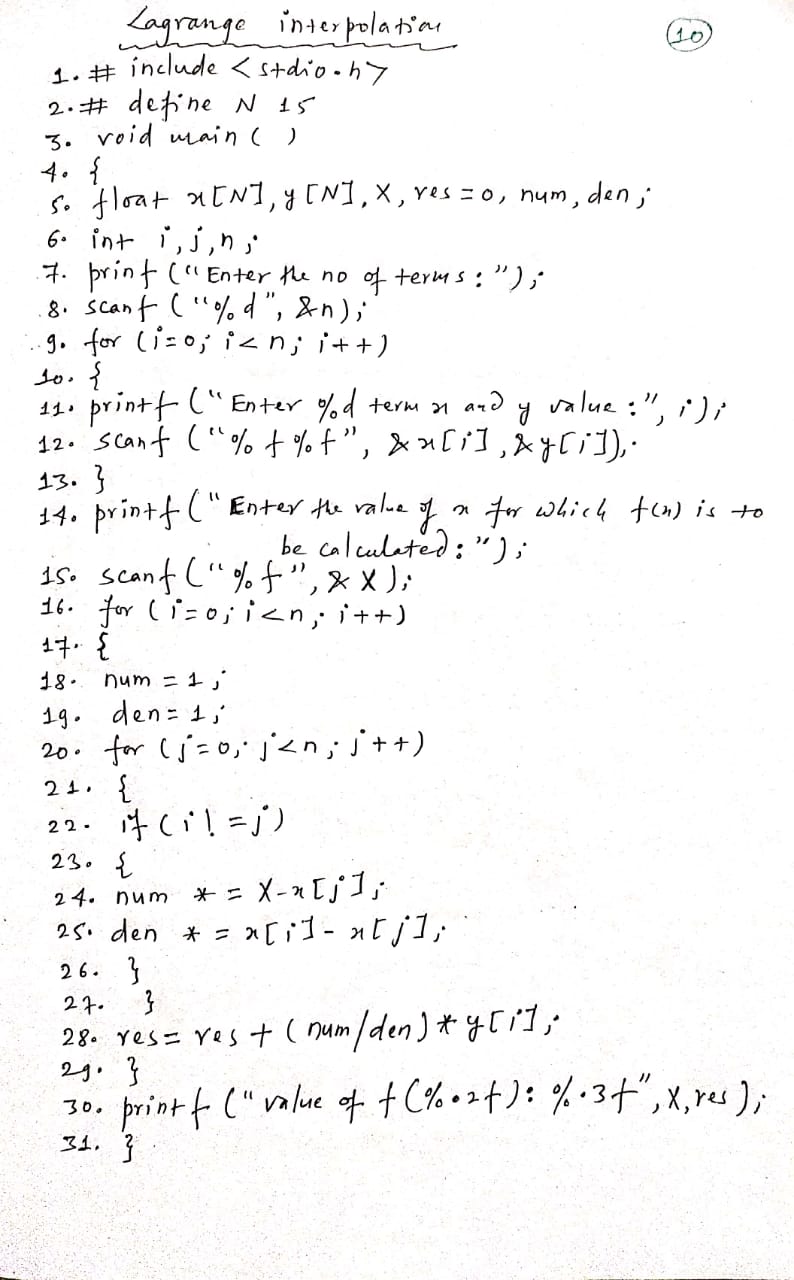 Lagrange interpolation
10
1. # include <stdio.h>
2. # define N 15
3. void main ( )
4. {
5. float x[N], y[N], X, res = 0, num, den;
6. int i, j, n;
7. printf ("Enter the no of terms : ");
8. scanf ("%d", &n);
9. for (i=0; i<n; i++)
10. {
11. printf ("Enter %d term x and y value :", i);
12. scanf ("%f %f", &x[i], &y[i]);
13. }
14. printf ("Enter the value of x for which f(x) is to
be calculated : ");
15. scanf ("%f", &X);
16. for (i=0; i<n; i++)
17. {
18. num = 1;
19. den = 1;
20. for (j=0; j<n; j++)
21. {
22. if (i != j)
23. {
24. num * = X-x[j];
25. den * = x[i] - x[j];
26. }
27. }
28. res = res + (num/den) * y[i];
29. }
30. printf ("value of f(%.2f): %.3f", X, res);
31. }